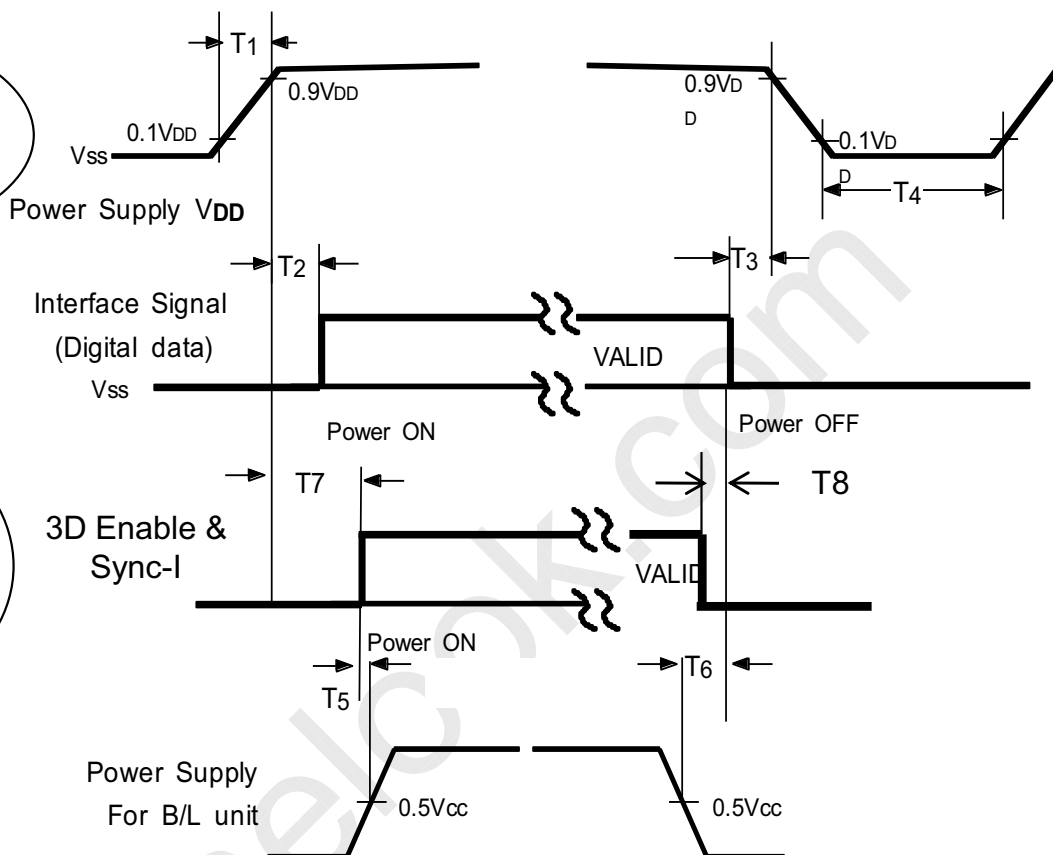 T1
0.9VDD
0.9VD
D
0.1VDD
0.1VD
D
Vss
T4
Power Supply VDD
T2
T3
Interface Signal
(Digital data)
VALID
Vss
Power ON
Power OFF
T7
T8
3D Enable &
Sync-I
VALID
Power ON
T6
T5
Power Supply
For B/L unit
0.5Vcc
0.5Vcc
elcok.com